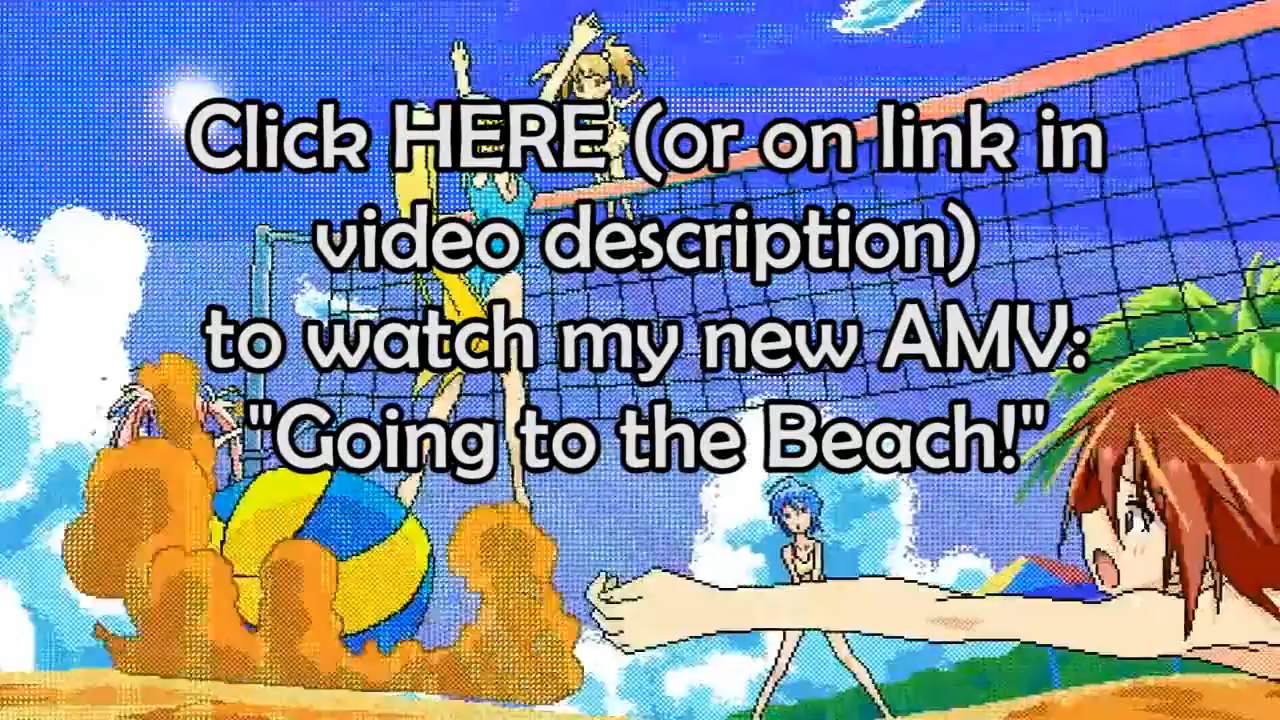 Click HERE (or on link in
video description)
to watch my new AMV:
"Going to the Beach!"